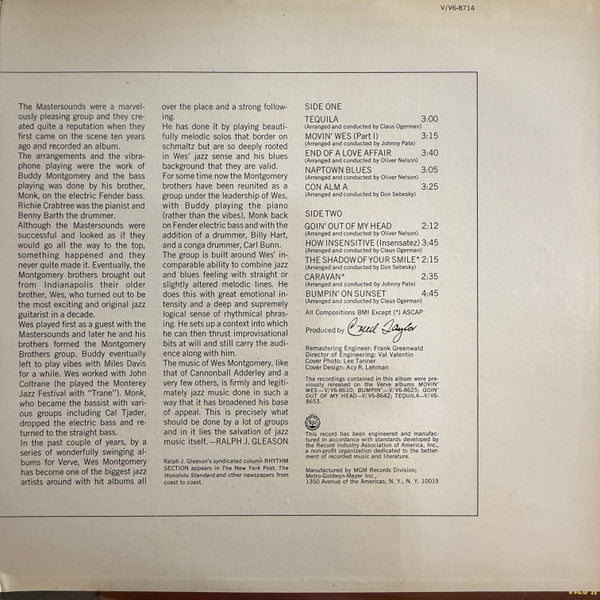 V/V6-8714
The Mastersounds were a marvel-
ously pleasing group and they cre-
ated quite a reputation when they
first came on the scene ten years
ago and recorded an album.
The arrangements and the vibra-
phone playing were the work of
Buddy Montgomery and the bass
playing was done by his brother,
Monk, on the electric Fender bass.
Richie Crabtree was the pianist and
Benny Barth the drummer.
Although the Mastersounds were
successful and looked as if they
would go all the way to the top,
something happened and they
never quite made it. Eventually, the
Montgomery brothers brought out
from Indianapolis their older
brother, Wes, who turned out to be
the most exciting and original jazz
guitarist in a decade.
Wes played first as a guest with the
Mastersounds and later he and his
brothers formed the Montgomery
Brothers group. Buddy eventually
left to play vibes with Miles Davis
for a while. Wes worked with John
Coltrane (he played the Monterey
Jazz Festival with "Trane"). Monk,
who became the bassist with var-
ious groups including Cal Tjader,
dropped the electric bass and re-
turned to the straight bass.
In the past couple of years, by a
series of wonderfully swinging al-
bums for Verve, Wes Montgomery
has become one of the biggest jazz
artists around with hit albums all
over the place and a strong follow-
ing.
He has done it by playing beauti-
fully melodic solos that border on
schmaltz but are so deeply rooted
in Wes' jazz sense and his blues
background that they are valid.
For some time now the Montgomery
brothers have been reunited as a
group under the leadership of Wes,
with Buddy playing the piano
(rather than the vibes), Monk back
on Fender electric bass and with the
addition of a drummer, Billy Hart,
and a conga drummer, Carl Bunn.
The group is built around Wes' in-
comparable ability to combine jazz
and blues feeling with straight or
slightly altered melodic lines. He
does this with great emotional in-
tensity and a deep and supremely
logical sense of rhythmical phras-
ing. He sets up a context into which
he can then thrust improvisational
bits at will and still carry the audi-
ence along with him.
The music of Wes Montgomery, like
that of Cannonball Adderley and a
very few others, is firmly and legiti-
mately jazz music done in such a
way that it has broadened his base
of appeal. This is precisely what
should be done by a lot of groups
and in it lies the salvation of jazz
music itself.—RALPH J. GLEASON
Ralph J. Gleason's syndicated column RHYTHM
SECTION appears in The New York Post, The
Honolulu Standard and other newspapers from
coast to coast.
SIDE ONE
TEQUILA 3:00
(Arranged and conducted by Claus Ogerman)
MOVIN' WES (Part I) 3:15
(Arranged and conducted by Johnny Pate)
END OF A LOVE AFFAIR 3:40
(Arranged and conducted by Oliver Nelson)
NAPTOWN BLUES 3:05
(Arranged and conducted by Oliver Nelson)
CON ALM A 3:25
(Arranged and conducted by Don Sebesky)
SIDE TWO
GOIN' OUT OF MY HEAD 2:12
(Arranged and conducted by Oliver Nelson)
HOW INSENSITIVE (Insensatez) 3:45
(Arranged and conducted by Claus Ogerman)
THE SHADOW OF YOUR SMILE* 2:15
(Arranged and conducted by Don Sebesky)
CARAVAN* 2:35
(Arranged and conducted by Johnny Pate)
BUMPIN' ON SUNSET 4:45
(Arranged and conducted by Claus Ogerman)
All Compositions BMI Except (*) ASCAP
Produced by Creed Taylor
Remastering Engineer: Frank Greenwald
Director of Engineering: Val Valentin
Cover Photo: Lee Tanner
Cover Design: Acy R. Lehman
The recordings contained in this album were pre-
viously released on the Verve albums MOVIN'
WES—V/V6-8610, BUMPIN'—V/V6-8625; GOIN'
OUT OF MY HEAD—V/V6-8642; TEQUILA—V/V6-
8653.
This record has been engineered and manufac-
tured in accordance with standards developed by
the Record Industry Association of America, Inc.,
a non-profit organization dedicated to the better-
ment of recorded music and literature.
Manufactured by MGM Records Division;
Metro-Goldwyn-Mayer Inc.,
1350 Avenue of the Americas, N. Y., N. Y. 10019